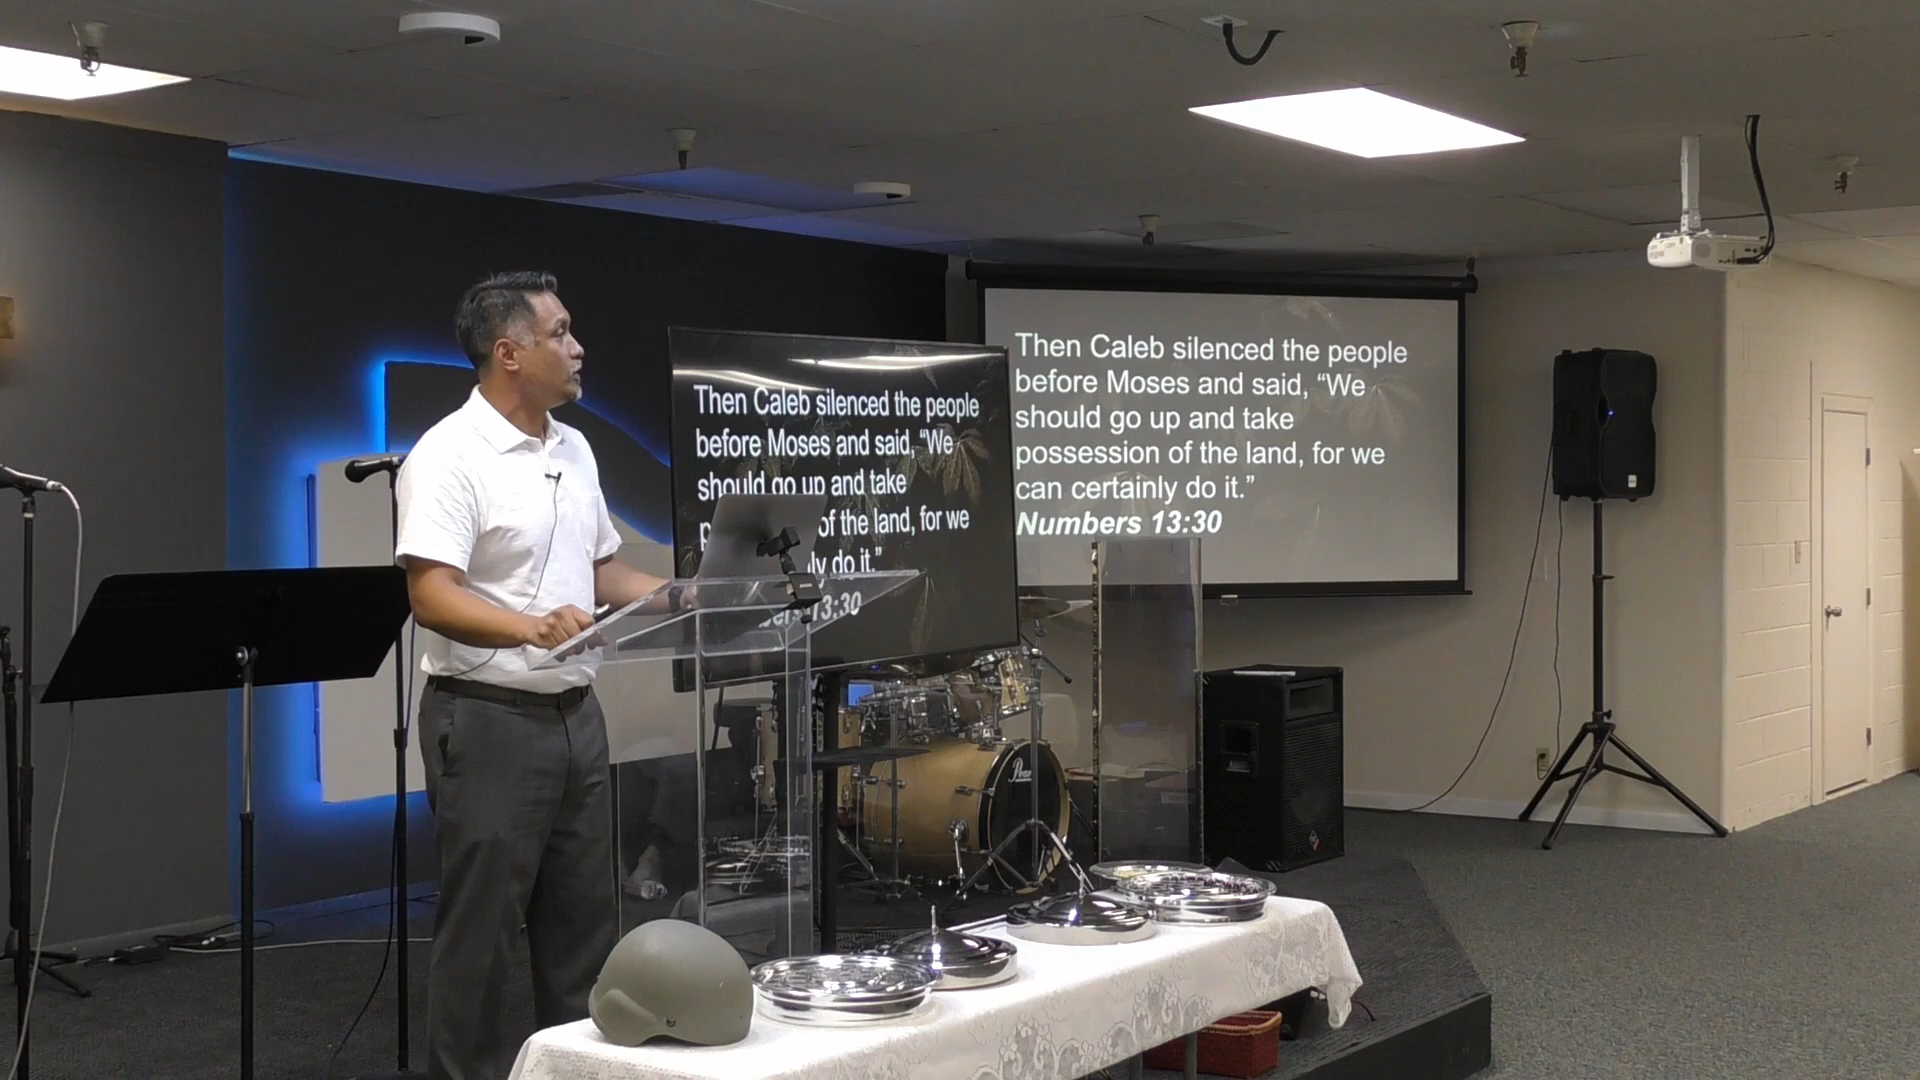 Then Caleb silenced the people
before Moses and said, “We
should go up and take
of the land, for we
do it.”
13:30
Then Caleb silenced the people
before Moses and said, “We
should go up and take
possession of the land, for we
can certainly do it.”
Numbers 13:30